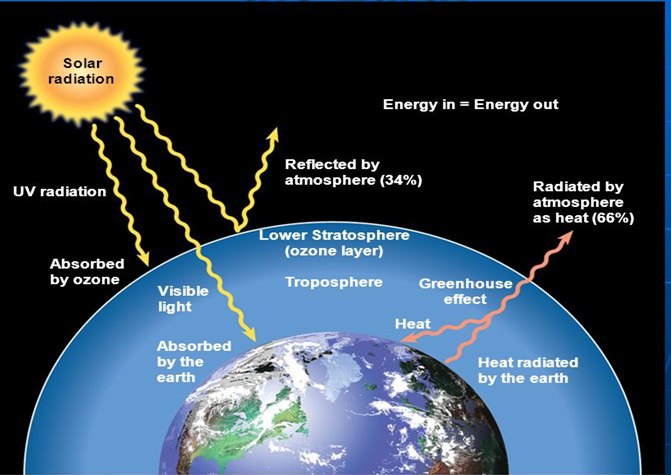 Solar
radiation
Energy in = Energy out
Reflected by
atmosphere (34%)
UV radiation
Radiated by
atmosphere
as heat (66%)
Lower Stratosphere
(ozone layer)
Absorbed
by ozone
Troposphere
Greenhouse
effect
Visible
light
Heat
Absorbed
by the
earth
Heat radiated
by the earth